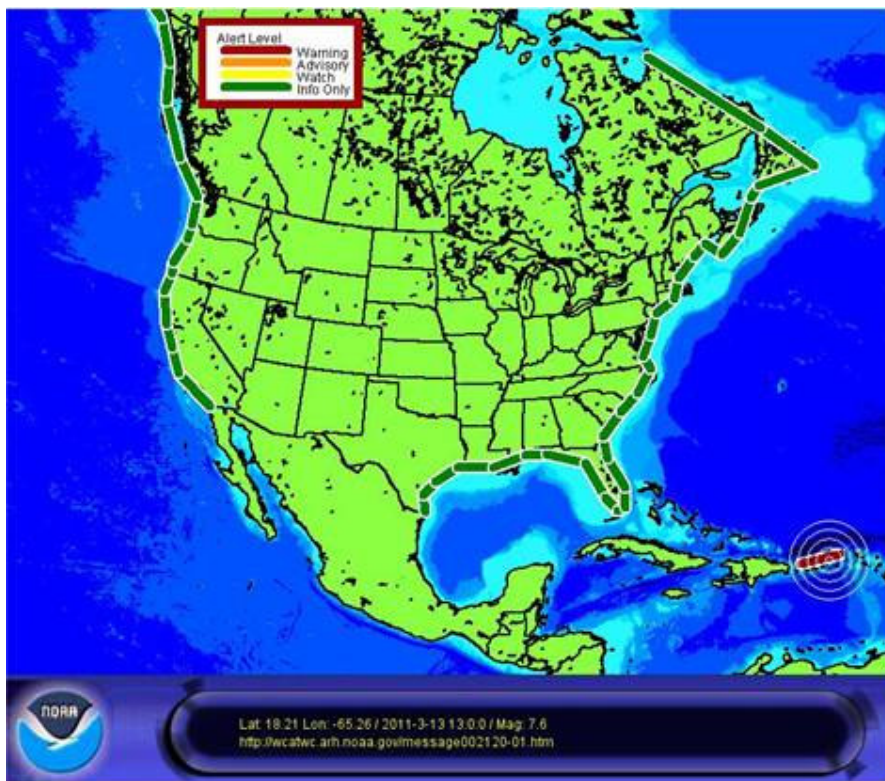 Alert Level
Warning
Advisory
Watch
Info Only
NOAA
Lat: 18.21 Lon: -65.26 / 2011-3-13 13:0:0 / Mag: 7.6
http://wcatwc.arh.noaa.gov/message002120-01.htm